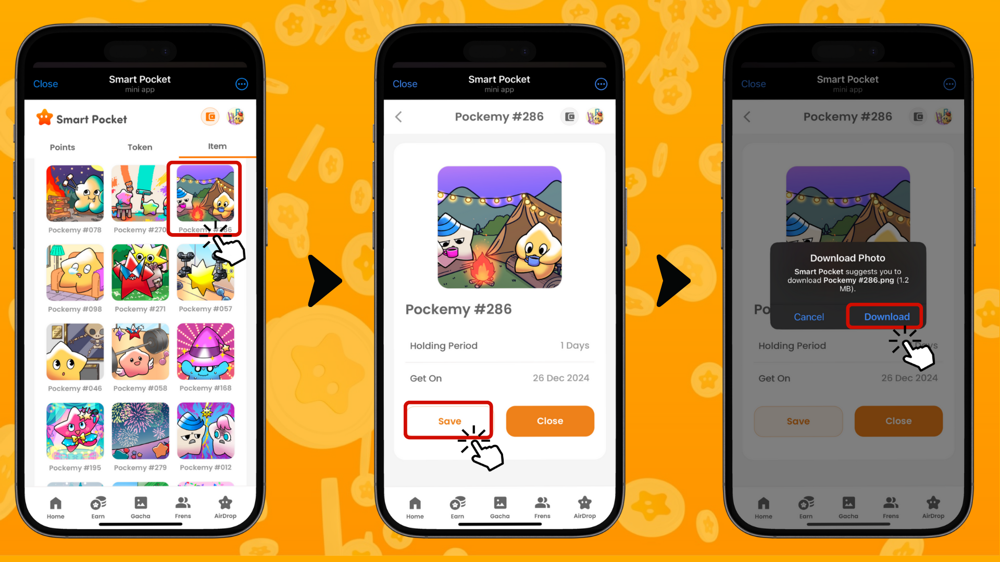 Close
Smart Pocket
mini app
Smart Pocket
Points
Token
Item
Pockemy #078
Pockemy #270
Pockemy #286
Pockemy #098
Pockemy #271
Pockemy #057
Pockemy #046
Pockemy #058
Pockemy #168
Pockemy #195
Pockemy #279
Pockemy #012
Home
Earn
Gacha
Frens
AirDrop
Close
Smart Pocket
mini app
Pockemy #286
Pockemy #286
Holding Period
1 Days
Get On
26 Dec 2024
Save
Close
Home
Earn
Gacha
Frens
AirDrop
Close
Smart Pocket
mini app
Pockemy #286
Download Photo
Smart Pocket suggests you to
download Pockemy #286.png (1.2
MB).
Cancel
Download
Po
Holding Period
Days
Get On
26 Dec 2024
Save
Close
Home
Earn
Gacha
Frens
AirDrop